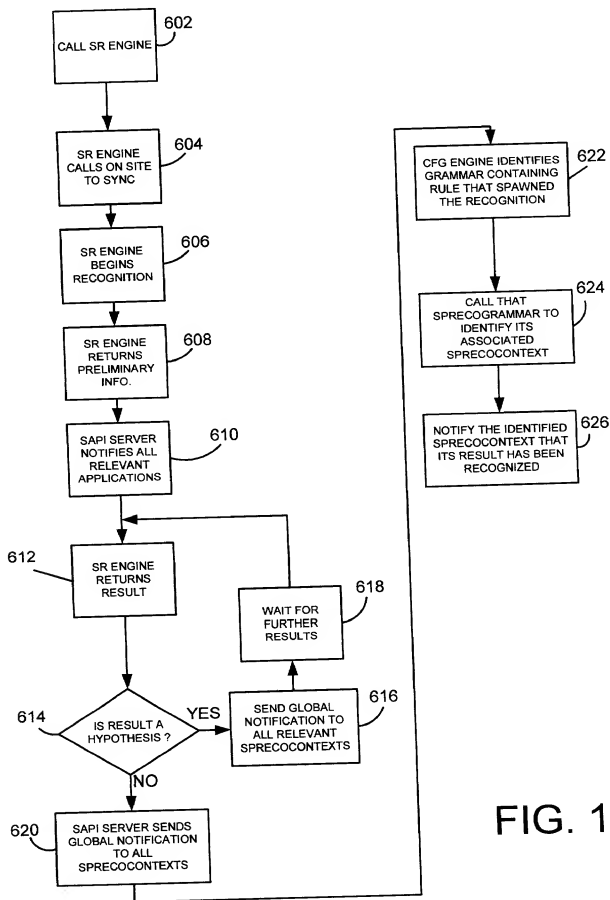 CALL SR ENGINE
602
SR ENGINE
CALLS ON SITE
TO SYNC
604
SR ENGINE
BEGINS
RECOGNITION
606
SR ENGINE
RETURNS
PRELIMINARY
INFO.
608
SAPI SERVER
NOTIFIES ALL
RELEVANT
APPLICATIONS
610
612
SR ENGINE
RETURNS
RESULT
614
IS RESULT A
HYPOTHESIS ?
YES
NO
SEND GLOBAL
NOTIFICATION TO
ALL RELEVANT
SPRECOCONTEXTS
616
WAIT FOR
FURTHER
RESULTS
618
620
SAPI SERVER SENDS
GLOBAL NOTIFICATION
TO ALL
SPRECOCONTEXTS
CFG ENGINE IDENTIFIES
GRAMMAR CONTAINING
RULE THAT SPAWNED
THE RECOGNITION
622
CALL THAT
SPRECOGRAMMAR TO
IDENTIFY ITS
ASSOCIATED
SPRECOCONTEXT
624
NOTIFY THE IDENTIFIED
SPRECOCONTEXT THAT
ITS RESULT HAS BEEN
RECOGNIZED
626
FIG. 1